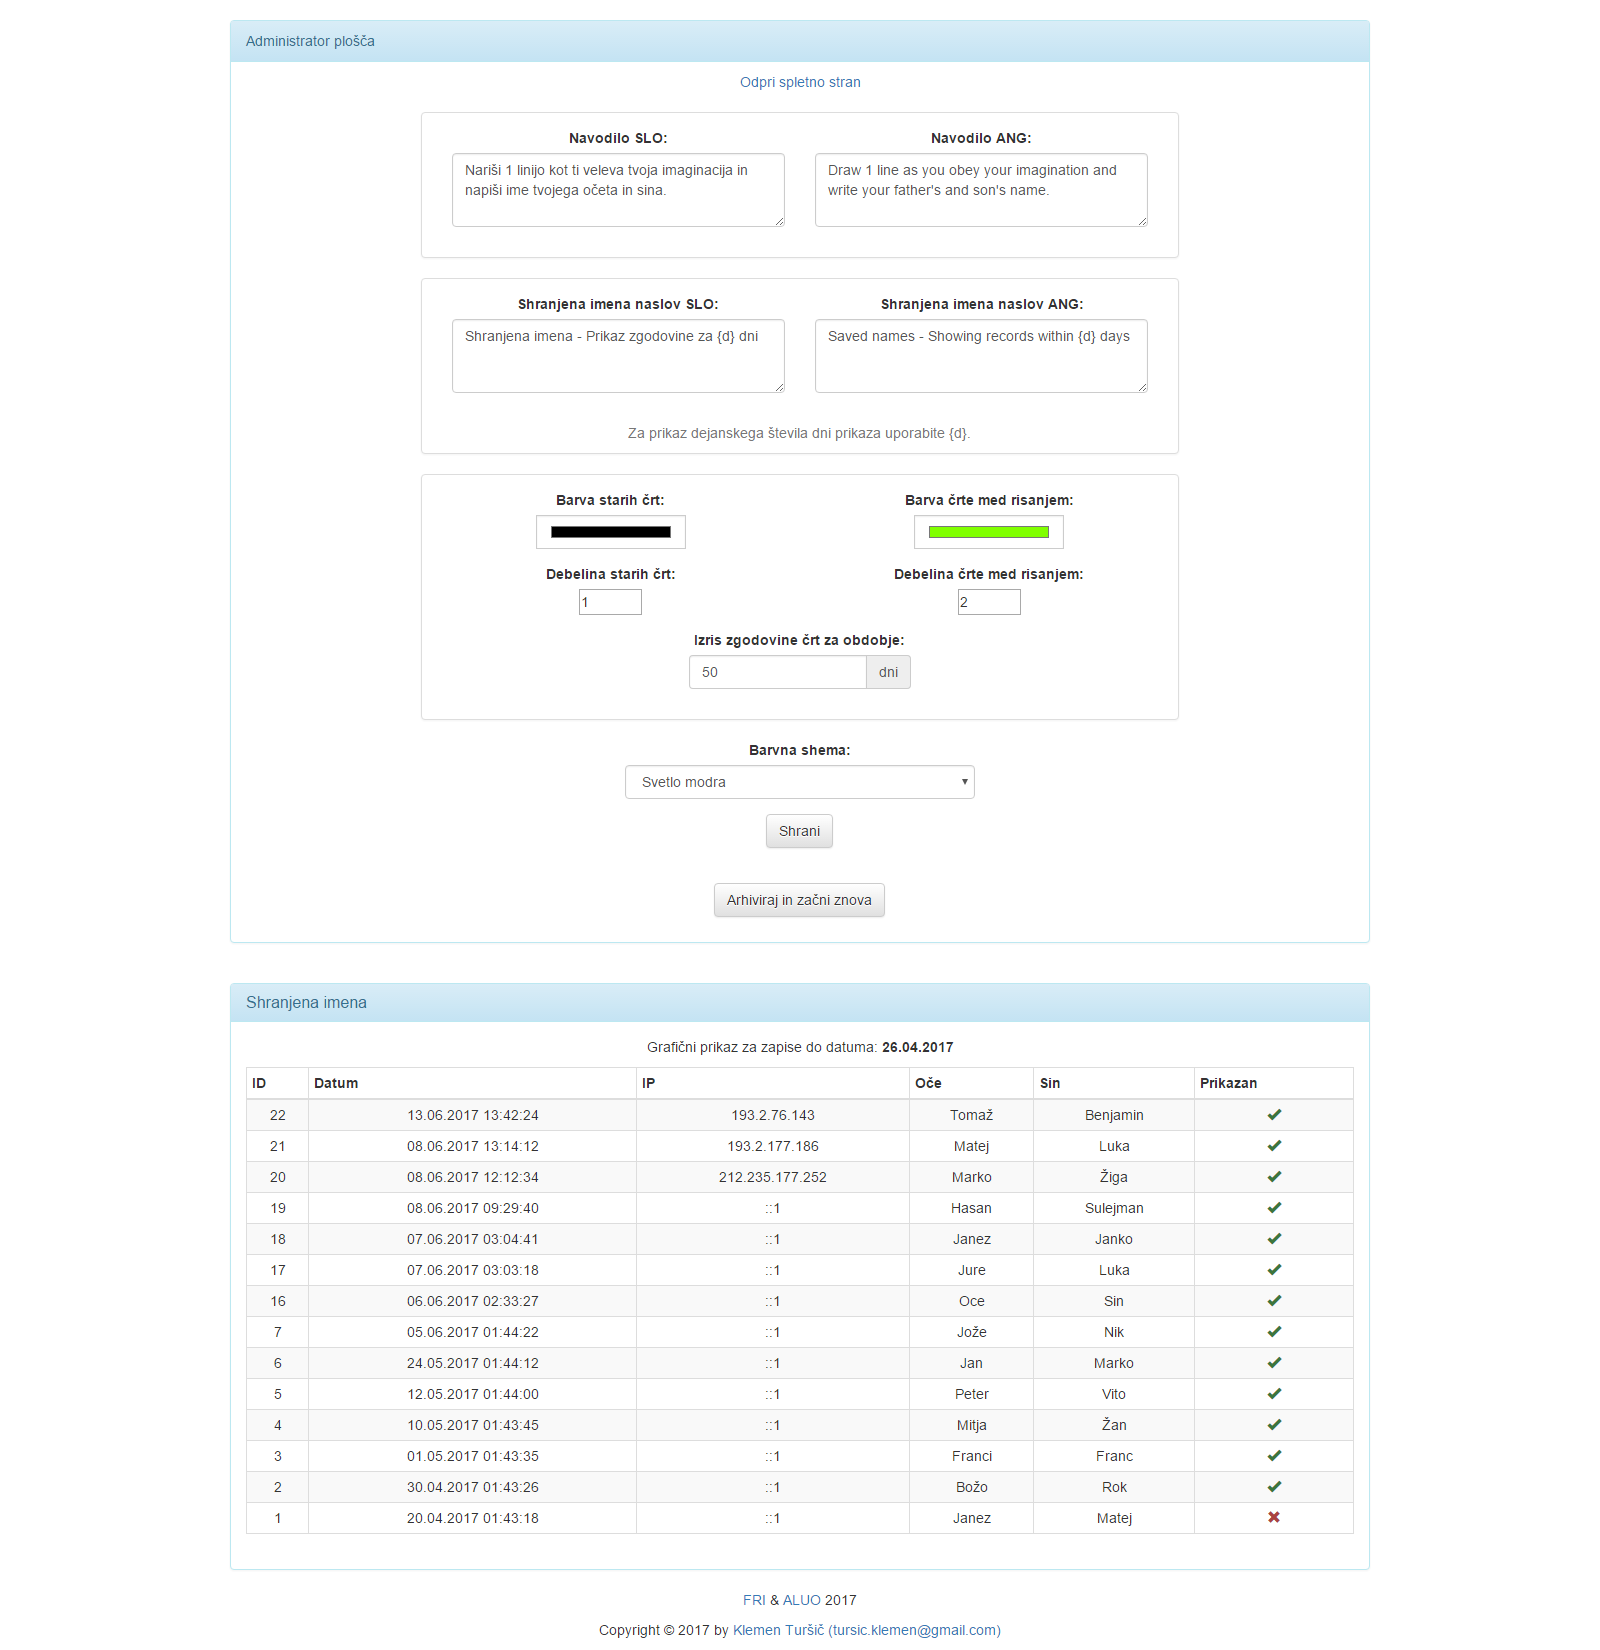 Administrator plošča
Odpri spletno stran
Navodilo SLO: Navodilo ANG:
Nariši 1 linijo kot ti veleva tvoja imaginacija in
napiši ime tvojega očeta in sina.
Draw 1 line as you obey your imagination and
write your father's and son's name.
Shranjena imena naslov SLO: Shranjena imena naslov ANG:
Shranjena imena - Prikaz zgodovine za {d} dni
Saved names - Showing records within {d} days
Za prikaz dejanskega števila dni prikaza uporabite {d}.
Barva starih črt: Barva črte med risanjem:
Debelina starih črt: Debelina črte med risanjem:
1 2
Izris zgodovine črt za obdobje:
50 dni
Barvna shema:
Svetlo modra
Shrani
Arhiviraj in začni znova
Shranjena imena
Grafični prikaz za zapise do datuma: 26.04.2017
ID Datum IP Oče Sin Prikazan
22 13.06.2017 13:42:24 193.2.76.143 Tomaž Benjamin
21 08.06.2017 13:14:12 193.2.177.186 Matej Luka
20 08.06.2017 12:12:34 212.235.177.252 Marko Žiga
19 08.06.2017 09:29:40 ::1 Hasan Sulejman
18 07.06.2017 03:04:41 ::1 Janez Janko
17 07.06.2017 03:03:18 ::1 Jure Luka
16 06.06.2017 02:33:27 ::1 Oce Sin
7 05.06.2017 01:44:22 ::1 Jože Nik
6 24.05.2017 01:44:12 ::1 Jan Marko
5 12.05.2017 01:44:00 ::1 Peter Vito
4 10.05.2017 01:43:45 ::1 Mitja Žan
3 01.05.2017 01:43:35 ::1 Franci Franc
2 30.04.2017 01:43:26 ::1 Božo Rok
1 20.04.2017 01:43:18 ::1 Janez Matej
FRI & ALUO 2017
Copyright © 2017 by Klemen Turšič (tursic.klemen@gmail.com)